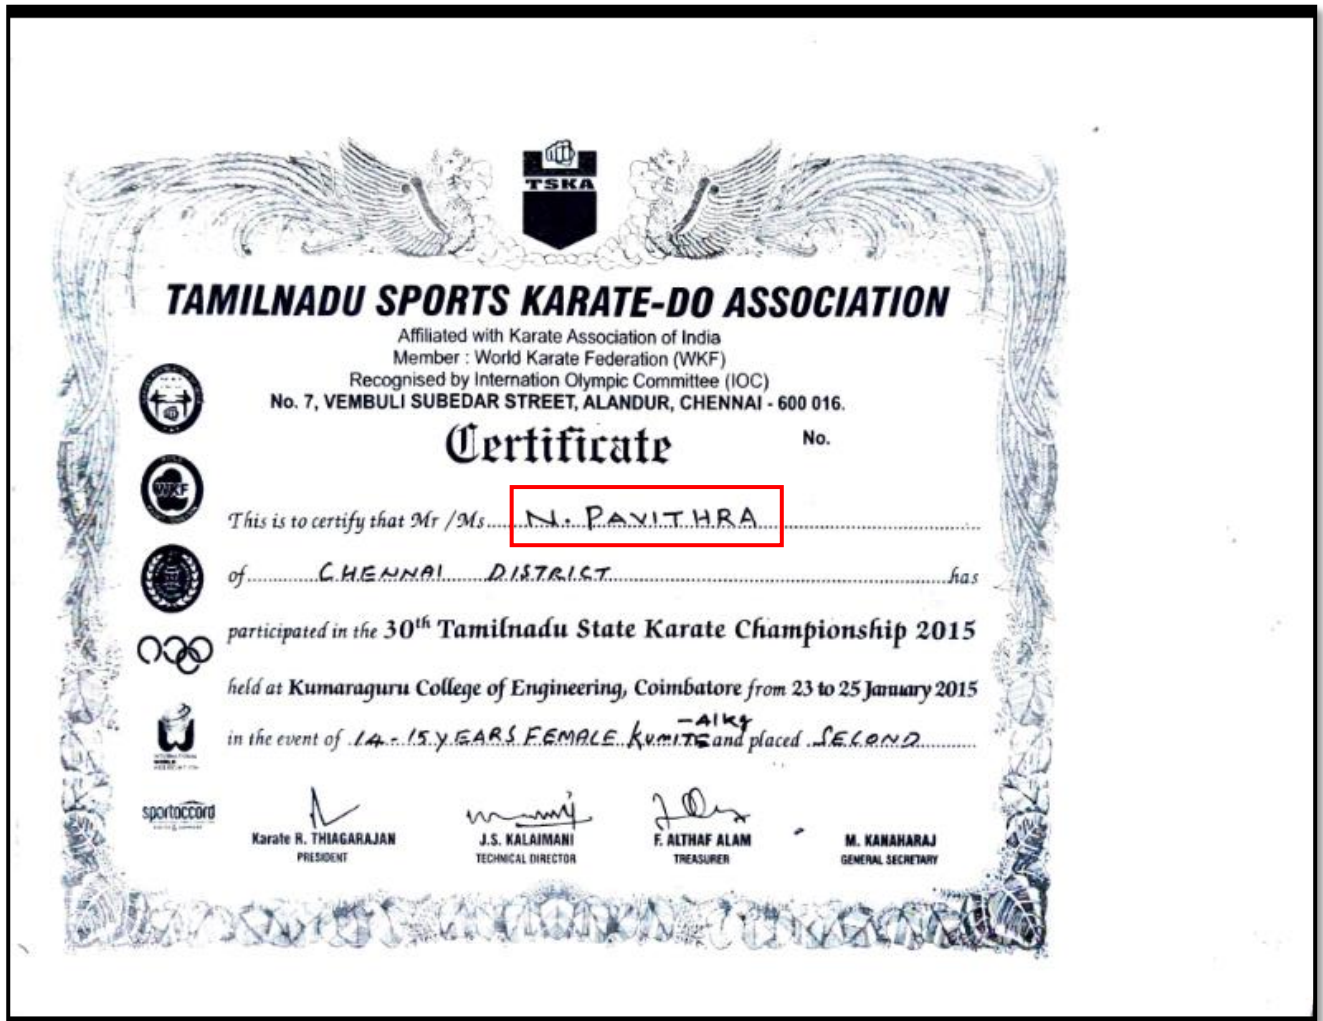 TSKA
TAMILNADU SPORTS KARATE-DO ASSOCIATION
Affiliated with Karate Association of India
Member : World Karate Federation (WKF)
Recognised by Internation Olympic Committee (IOC)
No. 7, VEMBULI SUBEDAR STREET, ALANDUR, CHENNAI - 600 016.
Certificate
No.
WKF
This is to certify that Mr /Ms...... N. PAVITHRA
of CHENNAI DISTRICT has
participated in the 30th Tamilnadu State Karate Championship 2015
held at Kumaraguru College of Engineering, Coimbatore from 23 to 25 January 2015
in the event of 14-15 YEARS FEMALE KUMITE -41kg and placed SECOND
sportaccord
Karate R. THIAGARAJAN
PRESIDENT
J.S. KALAIMANI
TECHNICAL DIRECTOR
F. ALTHAF ALAM
TREASURER
M. KANAHARAJ
GENERAL SECRETARY